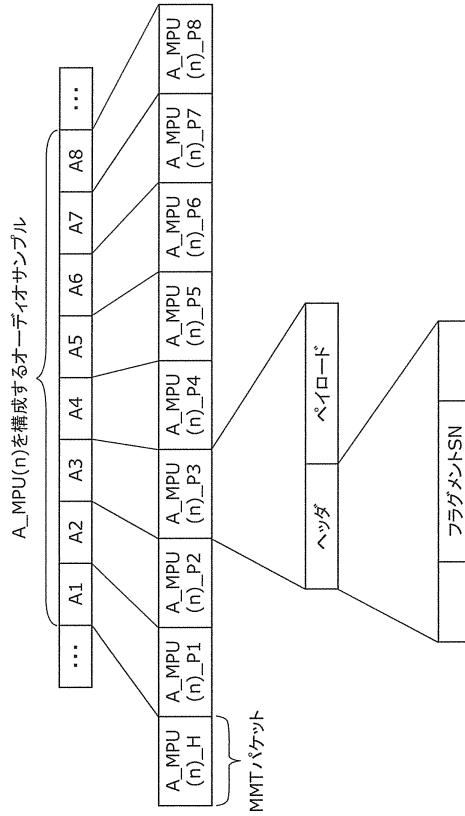 A_MPU(n)を構成するオーディオサンプル
… A1 A2 A3 A4 A5 A6 A7 A8 …
A_MPU
(n)_H
A_MPU
(n)_P1
A_MPU
(n)_P2
A_MPU
(n)_P3
A_MPU
(n)_P4
A_MPU
(n)_P5
A_MPU
(n)_P6
A_MPU
(n)_P7
A_MPU
(n)_P8
MMTパケット
ヘッダ ペイロード
フラグメントSN